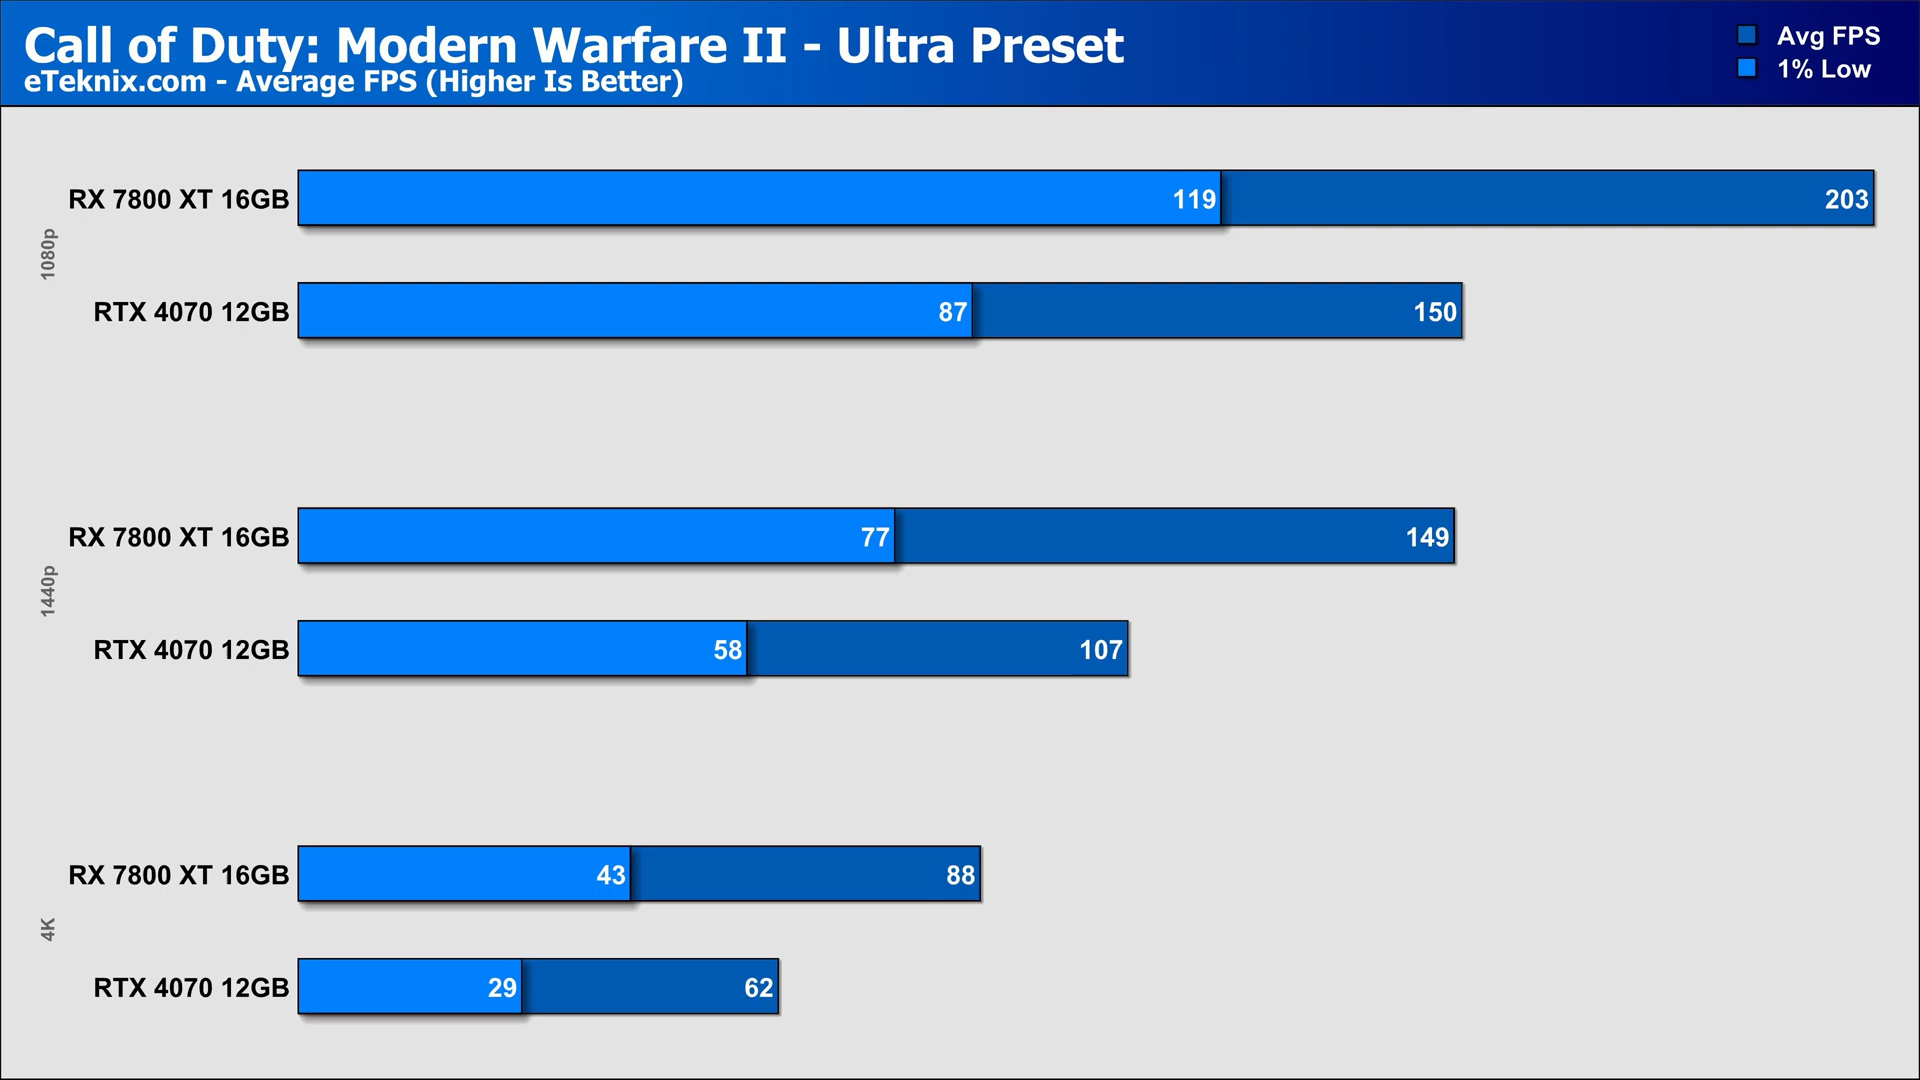 Call of Duty: Modern Warfare II - Ultra Preset
eTeknix.com - Average FPS (Higher Is Better)
Avg FPS
1% Low
1080p
RX 7800 XT 16GB 119 203
RTX 4070 12GB 87 150
1440p
RX 7800 XT 16GB 77 149
RTX 4070 12GB 58 107
4K
RX 7800 XT 16GB 43 88
RTX 4070 12GB 29 62